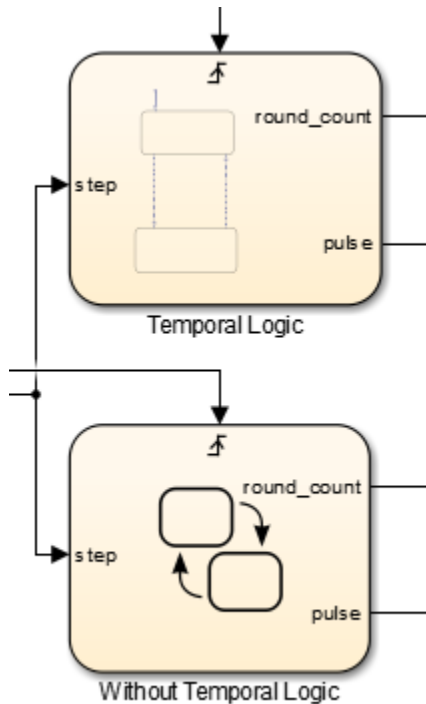 round_count
step
pulse
Temporal Logic
round_count
step
pulse
Without Temporal Logic